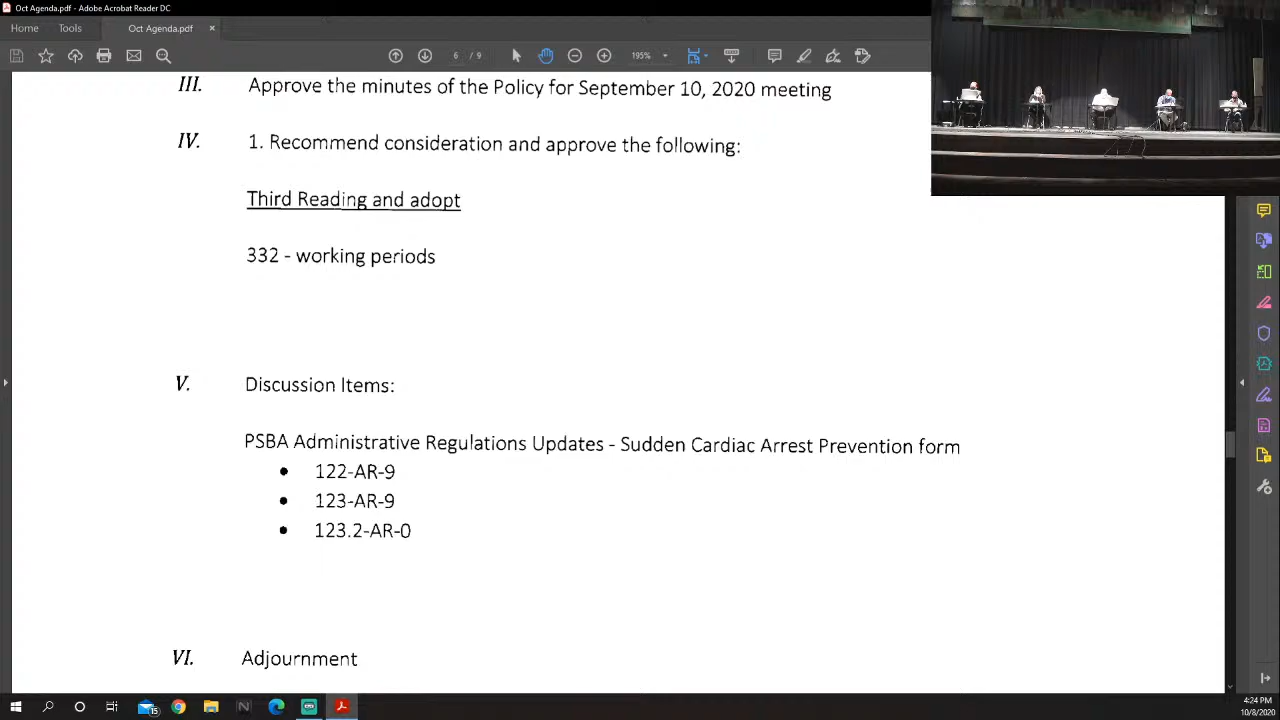 Oct Agenda.pdf - Adobe Acrobat Reader DC
Home Tools Oct Agenda.pdf ×
6 / 9 195%
III. Approve the minutes of the Policy for September 10, 2020 meeting
IV. 1. Recommend consideration and approve the following:
Third Reading and adopt
332 - working periods
V. Discussion Items:
PSBA Administrative Regulations Updates - Sudden Cardiac Arrest Prevention form
• 122-AR-9
• 123-AR-9
• 123.2-AR-0
VI. Adjournment
15
4:24 PM
10/8/2020